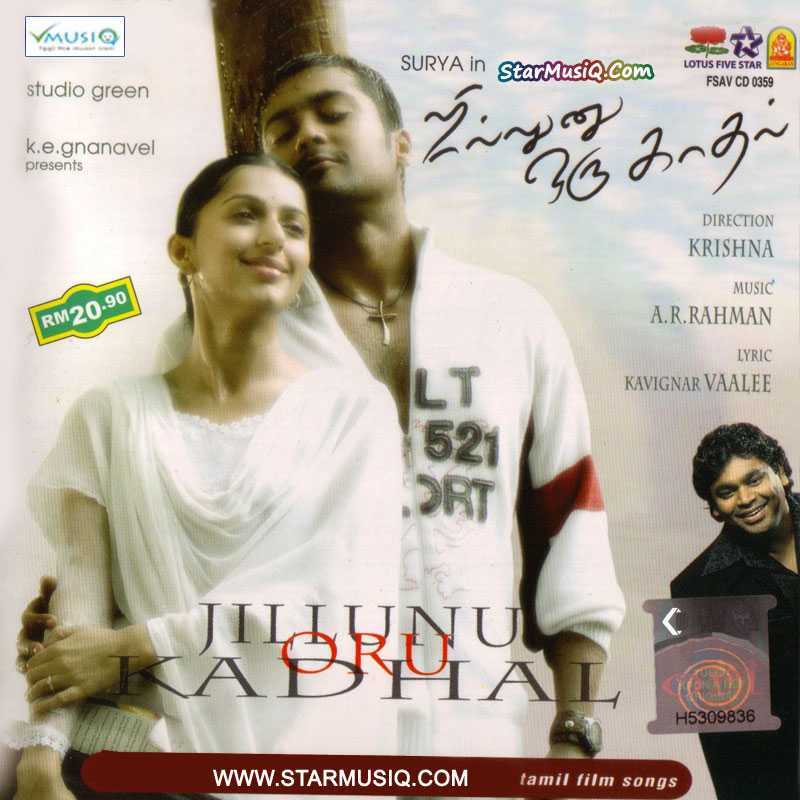 VMUSIQ
studio green
k.e.gnanavel
presents
SURYA in
StarMusiQ.Com
LOTUS FIVE STAR
FSAV CD 0359
சில்லுனு
ஒரு காதல்
DIRECTION
KRISHNA
MUSIC
A.R.RAHMAN
LYRIC
KAVIGNAR VAALEE
RM20.90
LT
521
ORT
JILLUNU
ORU
KADHAL
H5309836
WWW.STARMUSIQ.COM
tamil film songs